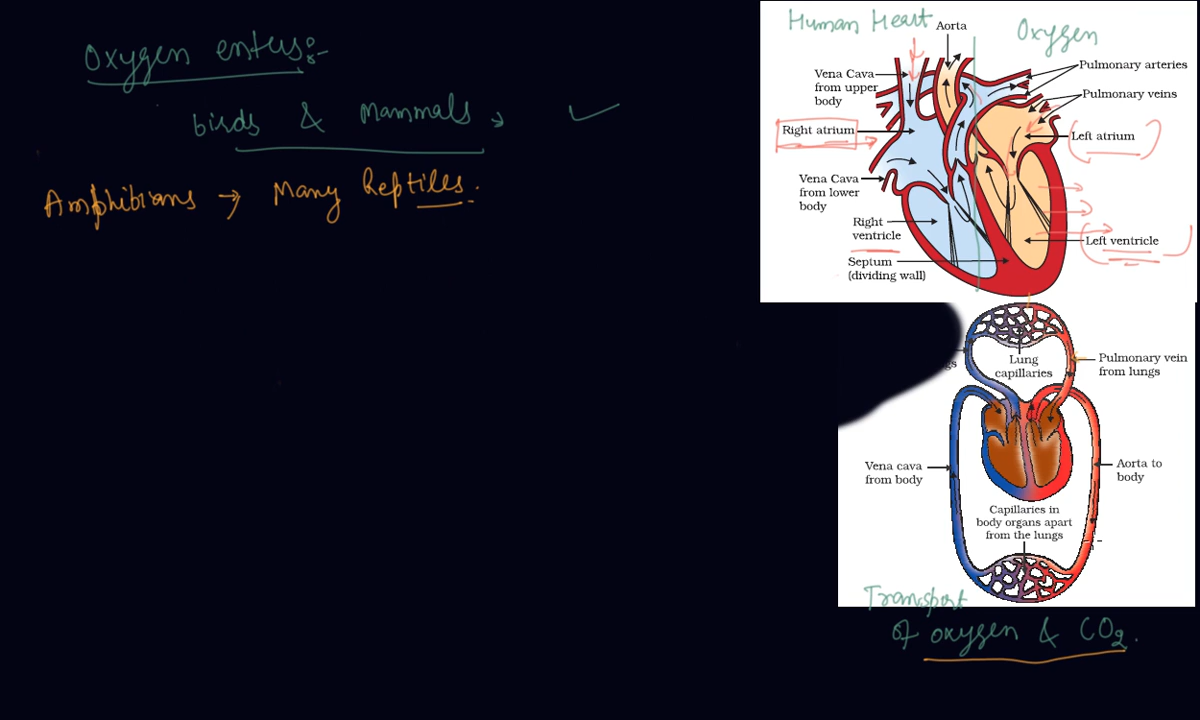 Oxygen enters:-
birds & Mammals →
Amphibians → Many Reptiles.
Human Heart
Oxygen
Aorta
Pulmonary arteries
Vena Cava
from upper
body
Pulmonary veins
Right atrium
Left atrium
Vena Cava
from lower
body
Right
ventricle
Left ventricle
Septum
(dividing wall)
Lung
capillaries
Pulmonary vein
from lungs
gs
Vena cava
from body
Aorta to
body
Capillaries in
body organs apart
from the lungs
Transport
of oxygen & CO2.